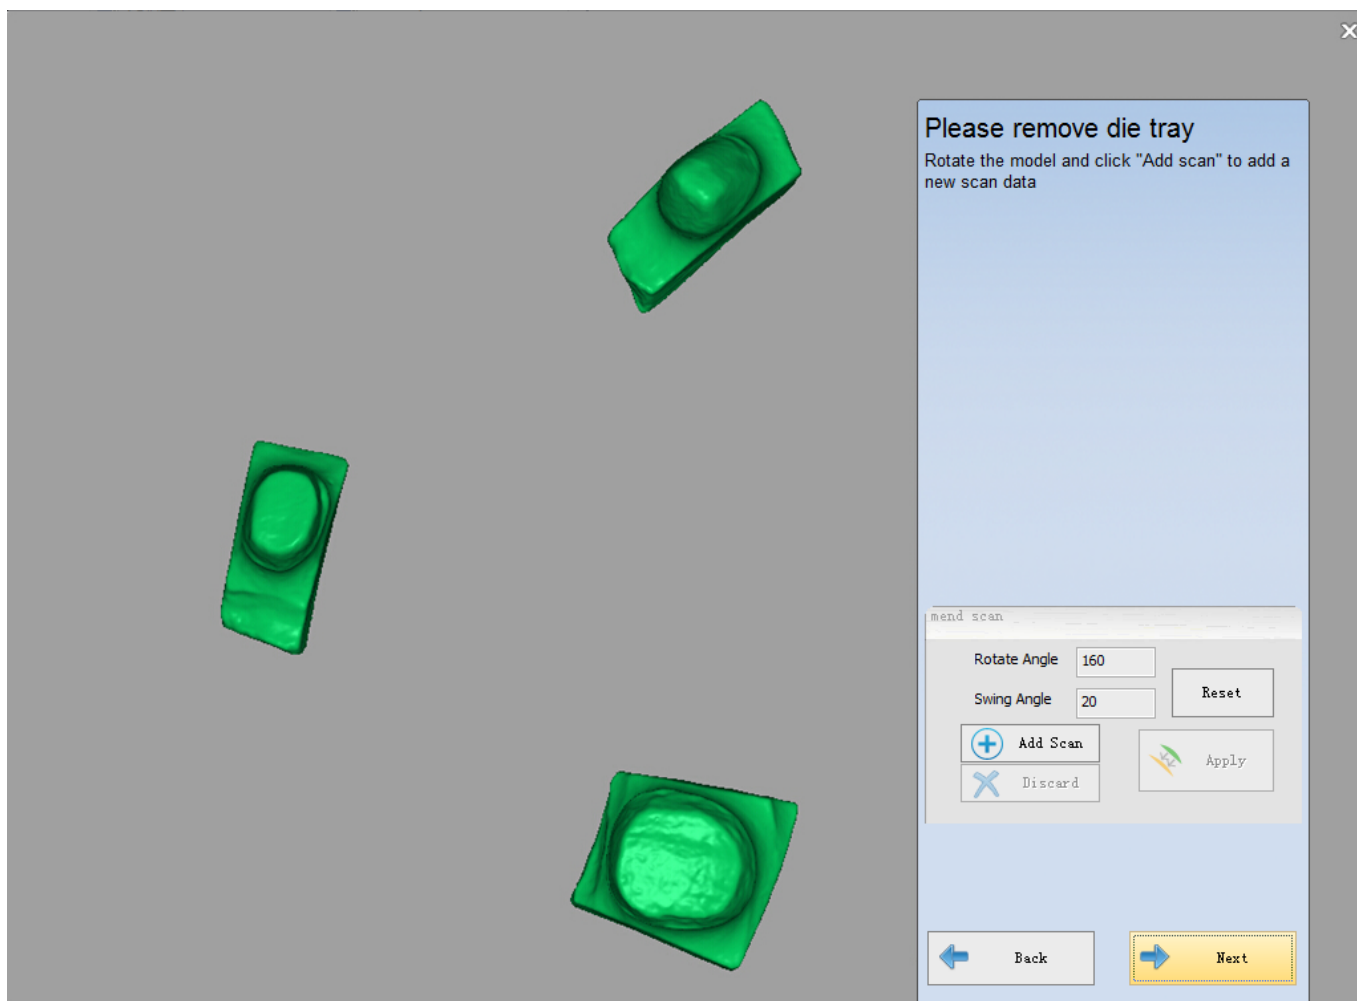 Please remove die tray
Rotate the model and click "Add scan" to add a
new scan data
mend scan
Rotate Angle
160
Swing Angle
20
Reset
Add Scan
Discard
Apply
Back
Next